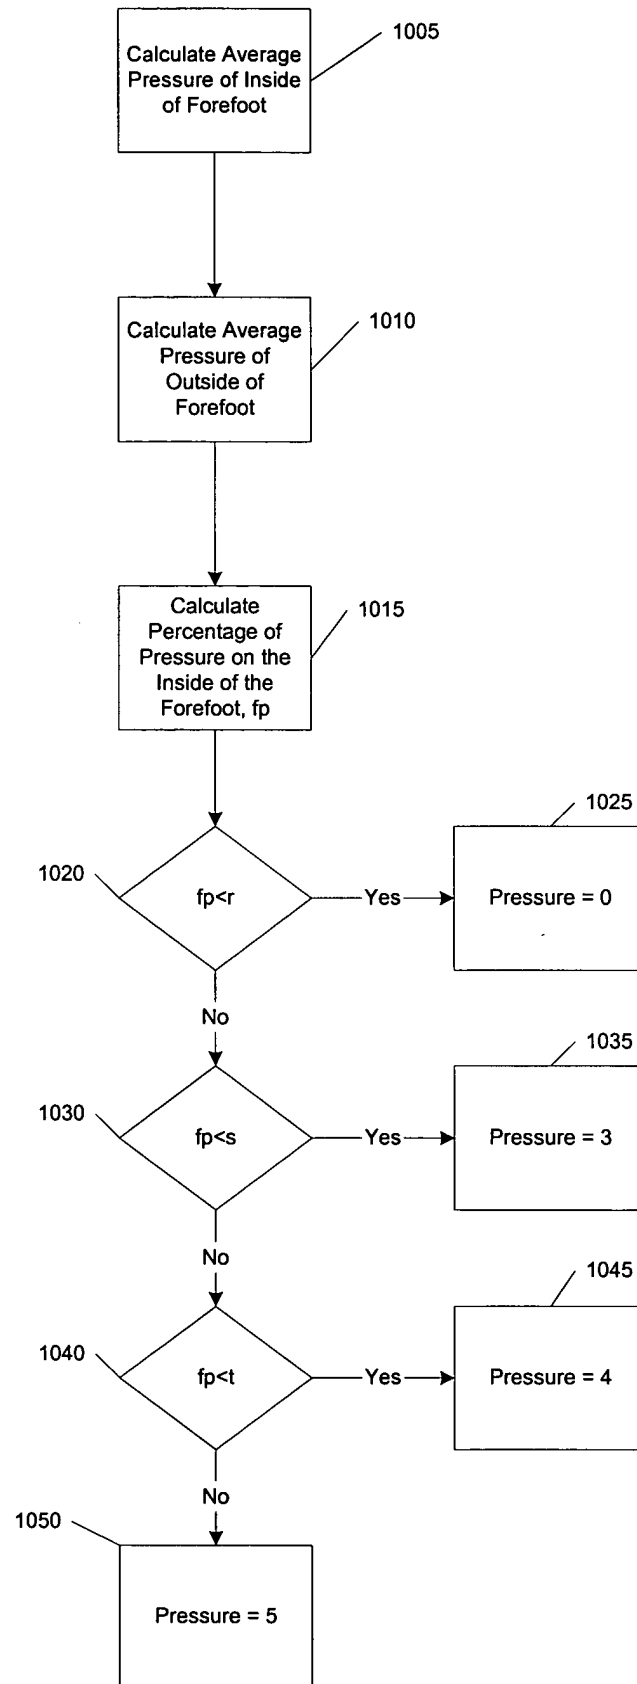 Calculate Average
Pressure of Inside
of Forefoot
1005
Calculate Average
Pressure of
Outside of
Forefoot
1010
Calculate
Percentage of
Pressure on the
Inside of the
Forefoot, fp
1015
1020
fp<r
Yes
1025
Pressure = 0
No
1030
fp<s
Yes
1035
Pressure = 3
No
1040
fp<t
Yes
1045
Pressure = 4
No
1050
Pressure = 5